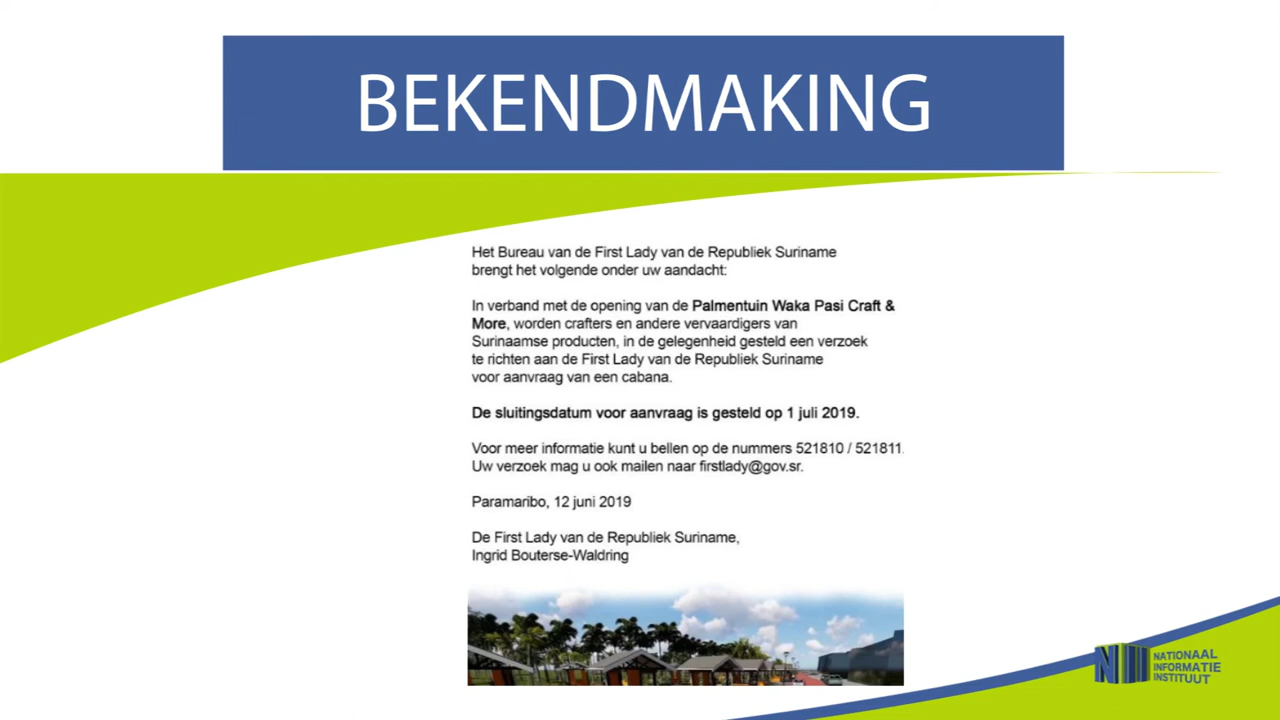 BEKENDMAKING
Het Bureau van de First Lady van de Republiek Suriname
brengt het volgende onder uw aandacht:
In verband met de opening van de Palmentuin Waka Pasi Craft &
More, worden crafters en andere vervaardigers van
Surinaamse producten, in de gelegenheid gesteld een verzoek
te richten aan de First Lady van de Republiek Suriname
voor aanvraag van een cabana.
De sluitingsdatum voor aanvraag is gesteld op 1 juli 2019.
Voor meer informatie kunt u bellen op de nummers 521810 / 521811.
Uw verzoek mag u ook mailen naar firstlady@gov.sr.
Paramaribo, 12 juni 2019
De First Lady van de Republiek Suriname,
Ingrid Bouterse-Waldring
NII
NATIONAAL
INFORMATIE
INSTITUUT